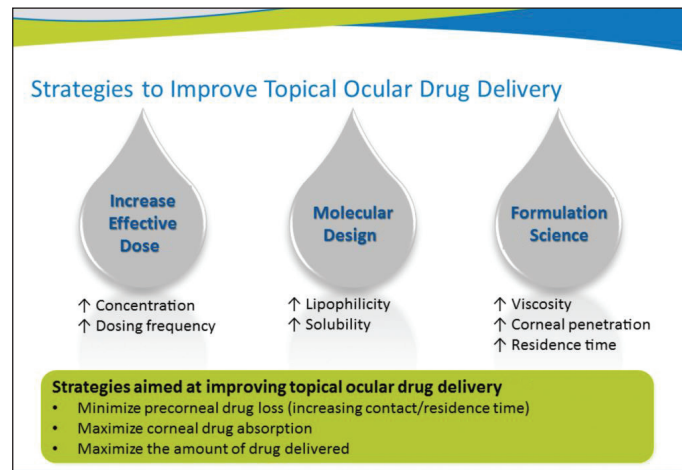 Strategies to Improve Topical Ocular Drug Delivery
Increase
Effective
Dose
↑ Concentration
↑ Dosing frequency
Molecular
Design
↑ Lipophilicity
↑ Solubility
Formulation
Science
↑ Viscosity
↑ Corneal penetration
↑ Residence time
Strategies aimed at improving topical ocular drug delivery
• Minimize precorneal drug loss (increasing contact/residence time)
• Maximize corneal drug absorption
• Maximize the amount of drug delivered